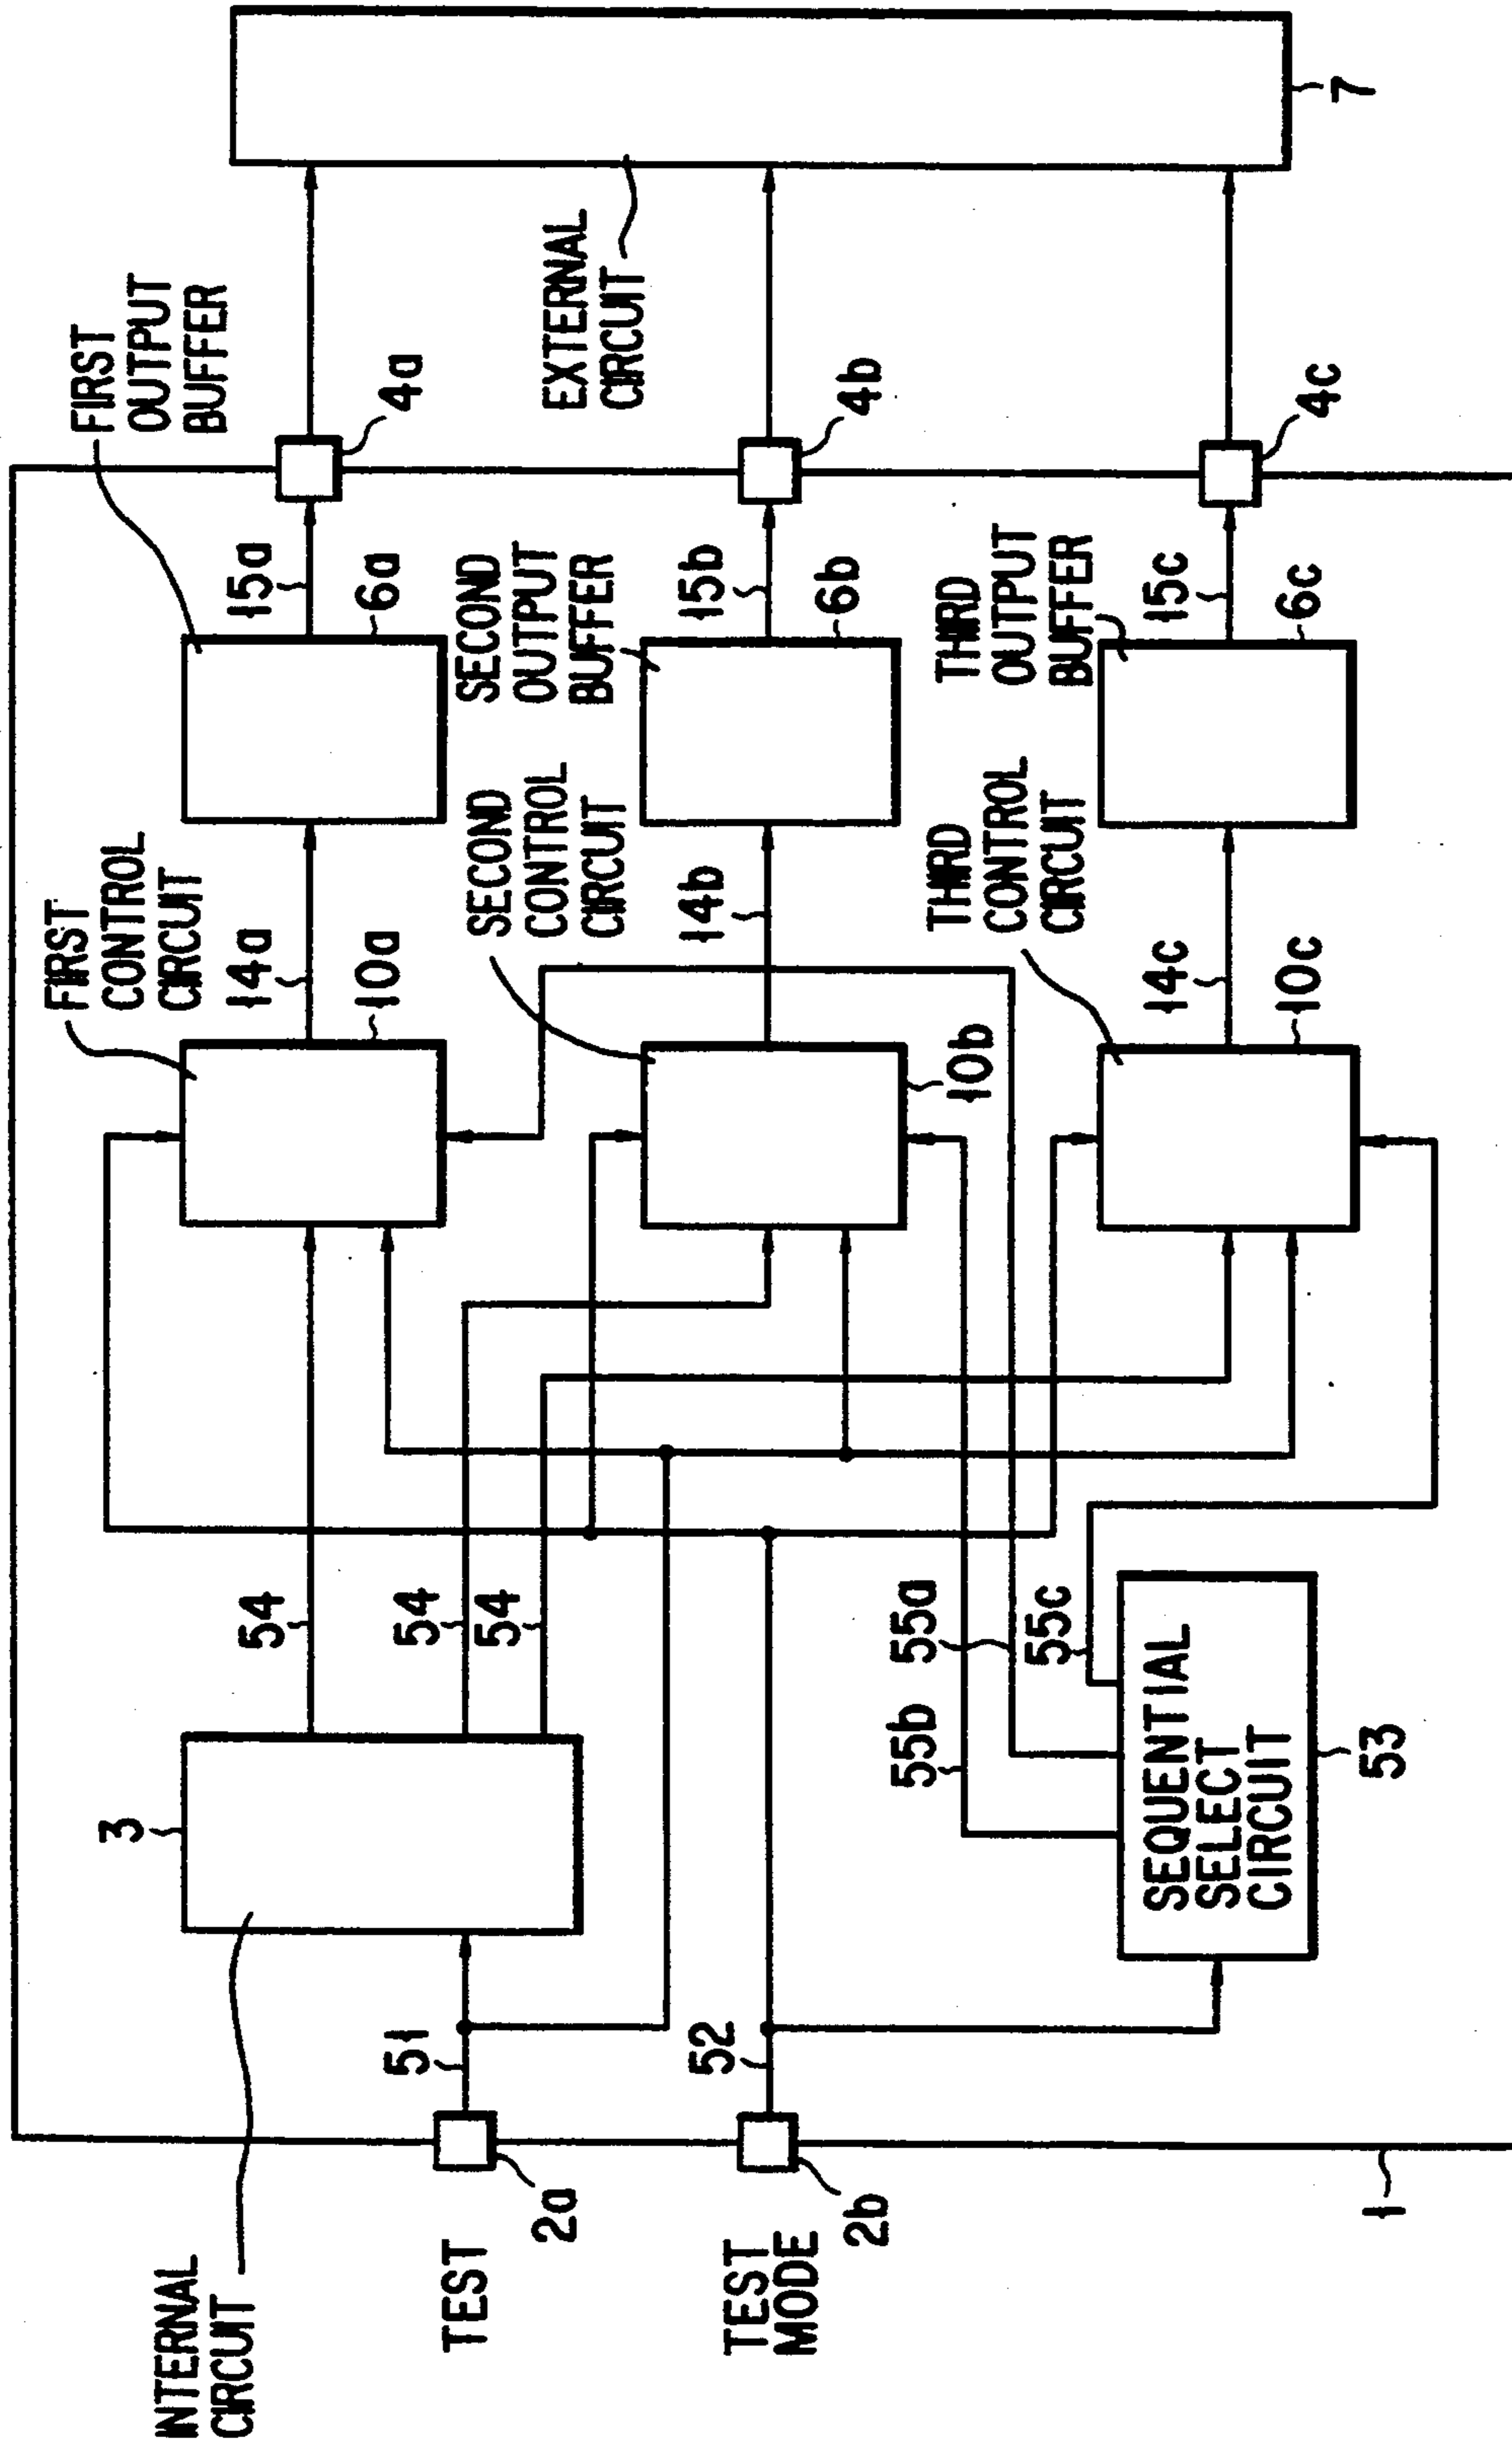 INTERNAL
CIRCUIT
3
TEST
2a
51
TEST
MODE
2b
52
1
54
54
54
55b
55a
55c
SEQUENTIAL
SELECT
CIRCUIT
53
FIRST
CONTROL
CIRCUIT
14a
10a
SECOND
CONTROL
CIRCUIT
14b
10b
THIRD
CONTROL
CIRCUIT
14c
10c
FIRST
OUTPUT
BUFFER
15a
6a
SECOND
OUTPUT
BUFFER
15b
6b
THIRD
OUTPUT
BUFFER
15c
6c
4a
4b
4c
EXTERNAL
CIRCUIT
7